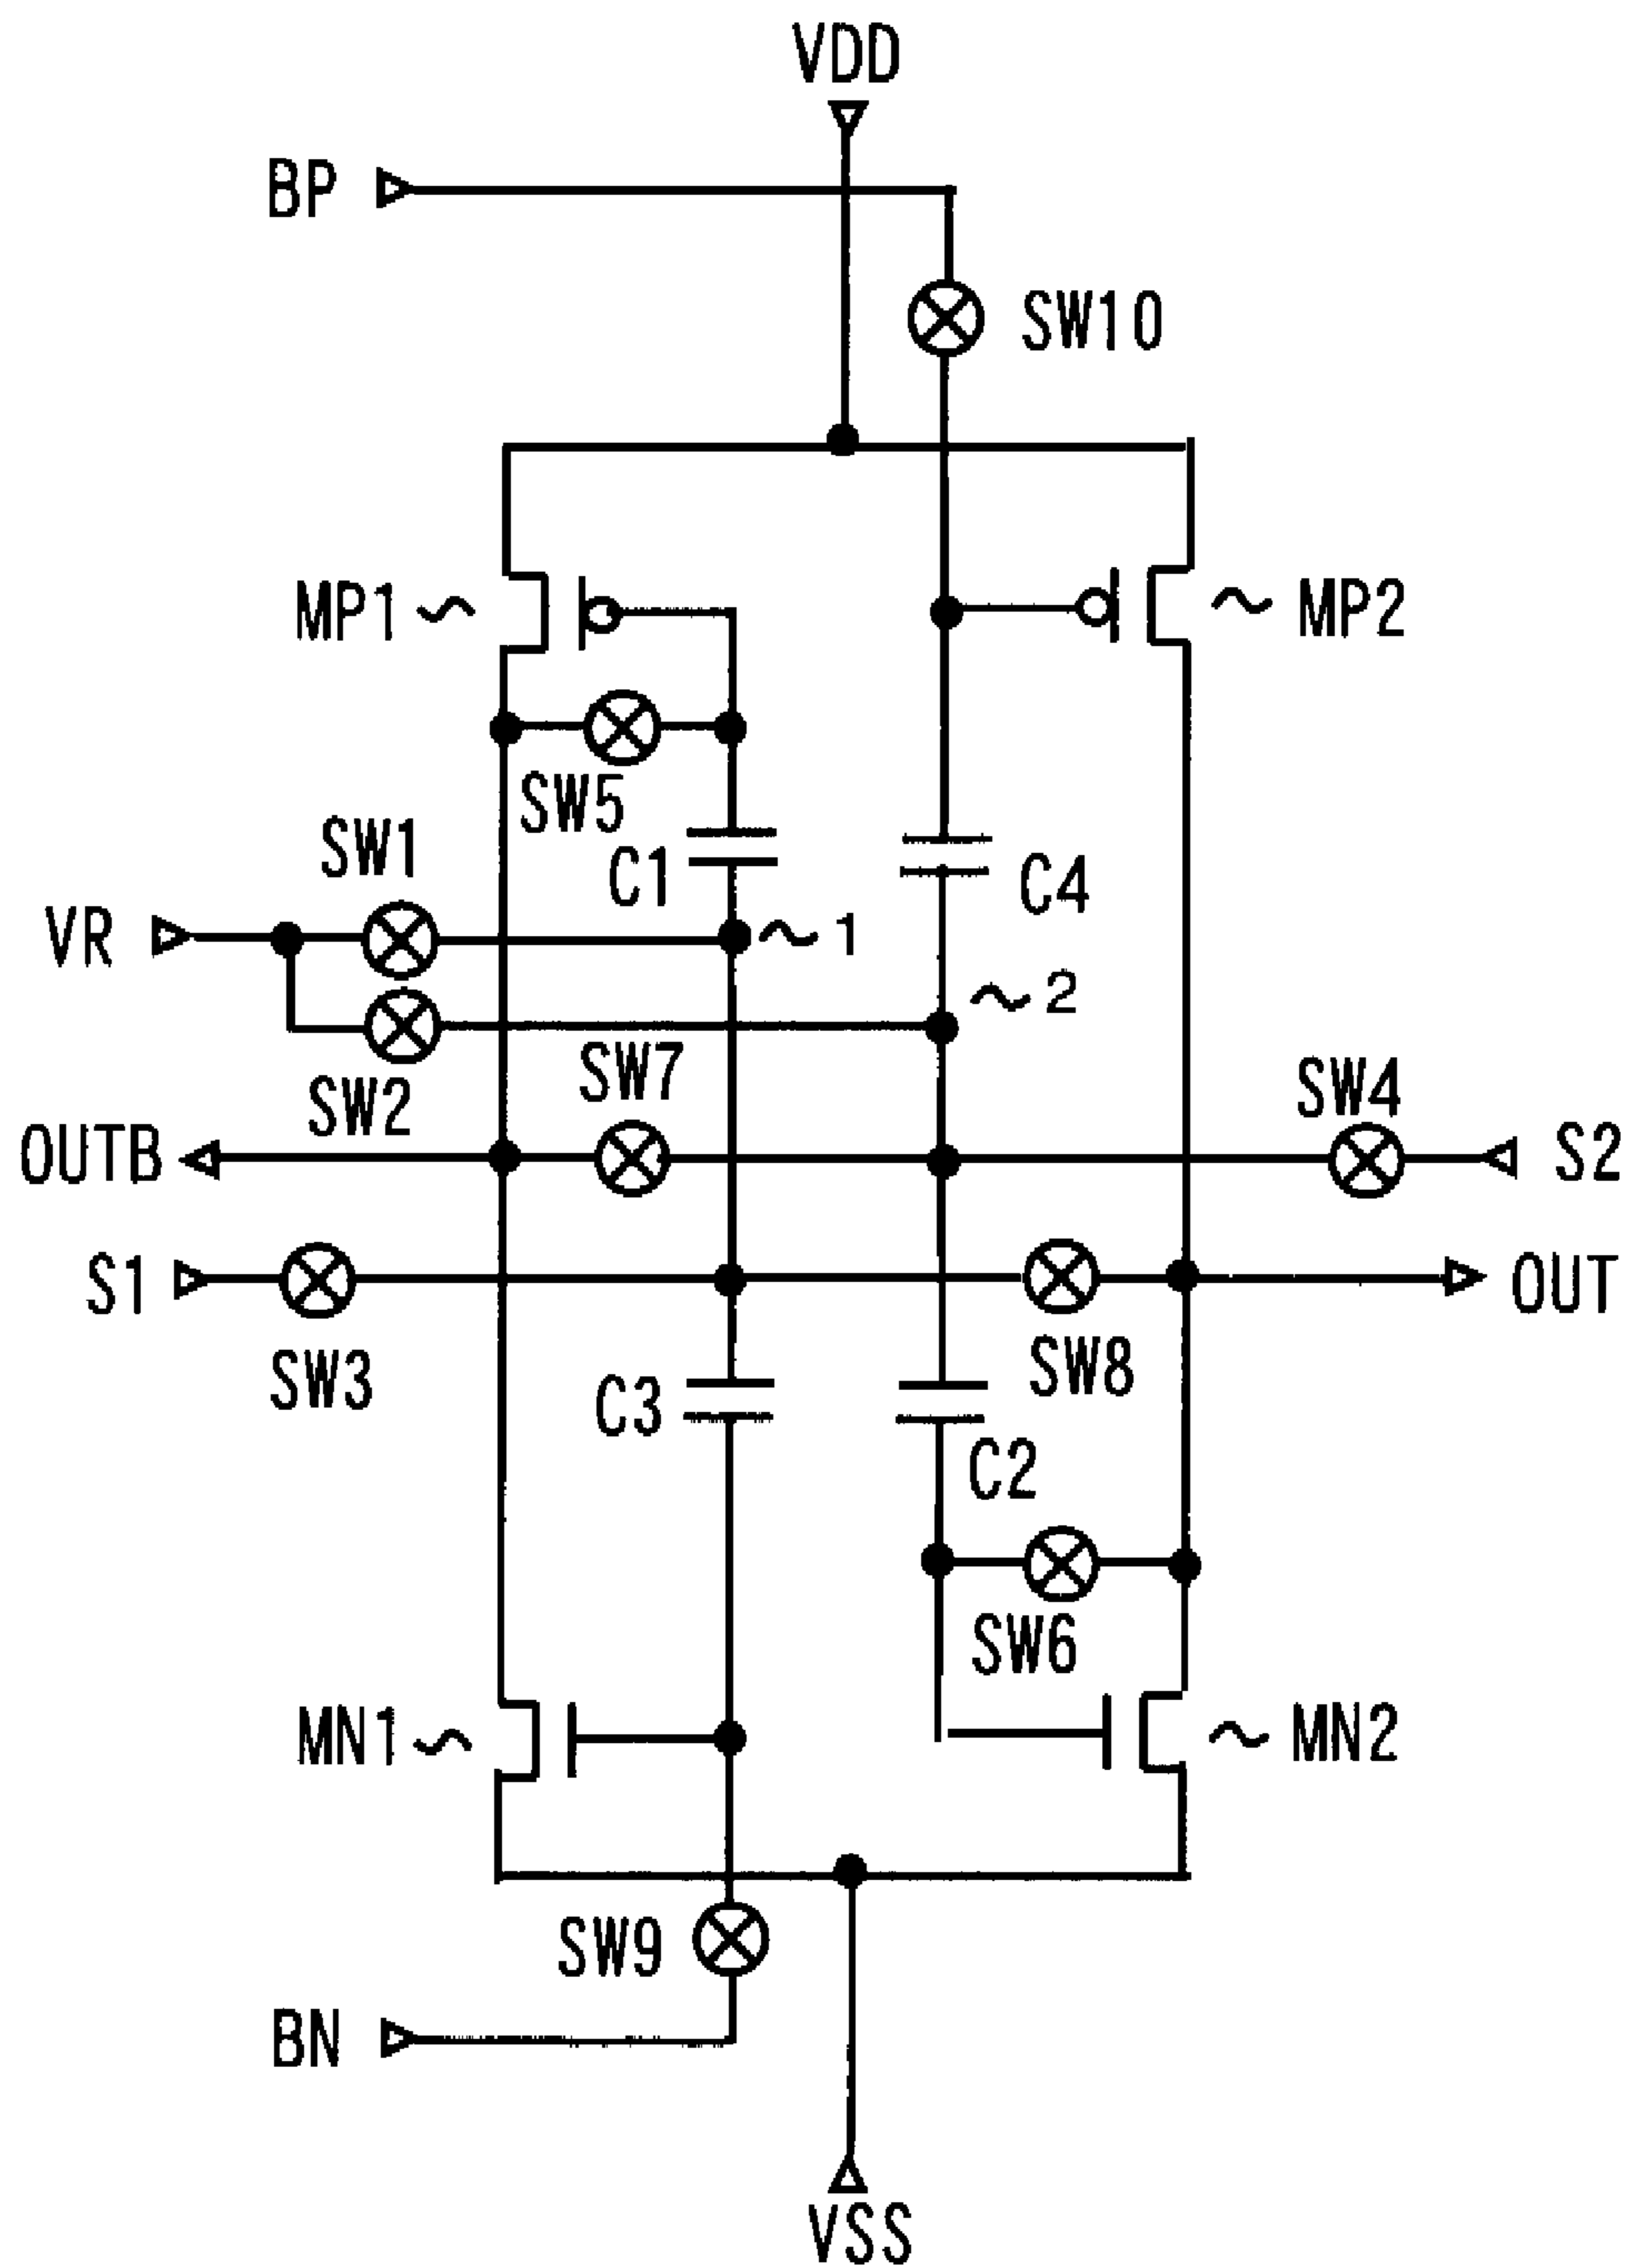 VDD
BP
SW10
MP1
MP2
SW5
SW1
C1
C4
VR
1
2
SW7
SW4
SW2
OUTB
S2
S1
OUT
SW3
SW8
C3
C2
SW6
MN1
MN2
SW9
BN
VSS